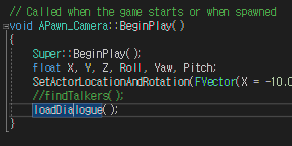 // Called when the game starts or when spawned
void APawn_Camera::BeginPlay()
{
Super::BeginPlay();
float X, Y, Z, Roll, Yaw, Pitch;
SetActorLocationAndRotation(FVector(X = -10.0
//findTalkers();
loadDialogue();
}